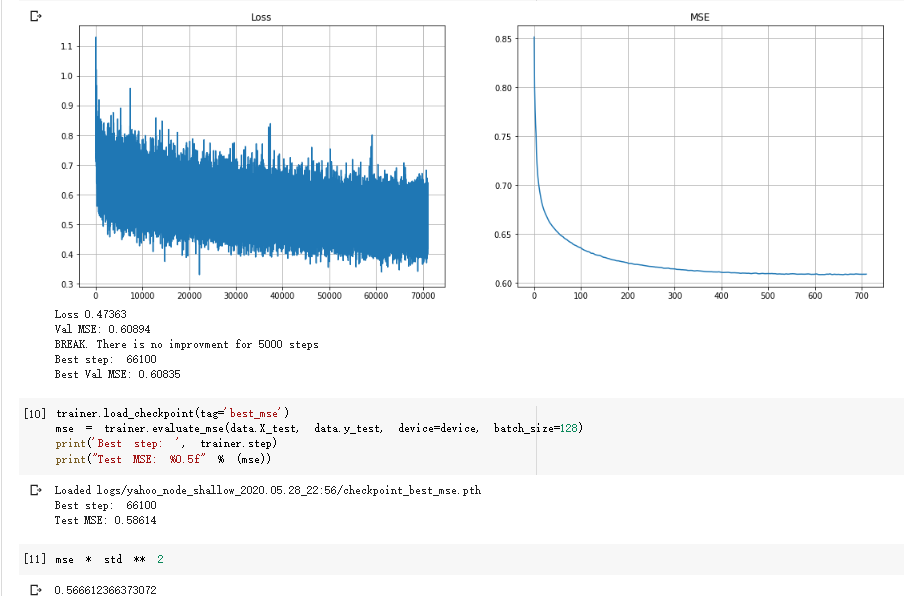 Loss
MSE
1.1
1.0
0.9
0.8
0.7
0.6
0.5
0.4
0.3
0 10000 20000 30000 40000 50000 60000 70000
0.85
0.80
0.75
0.70
0.65
0.60
0 100 200 300 400 500 600 700
Loss 0.47363
Val MSE: 0.60894
BREAK. There is no improvment for 5000 steps
Best step: 66100
Best Val MSE: 0.60835
[10] trainer.load_checkpoint(tag='best_mse')
mse = trainer.evaluate_mse(data.X_test, data.y_test, device=device, batch_size=128)
print('Best step: ', trainer.step)
print("Test MSE: %0.5f" % (mse))
Loaded logs/yahoo_node_shallow_2020.05.28_22:56/checkpoint_best_mse.pth
Best step: 66100
Test MSE: 0.58614
[11] mse * std ** 2
0.566612366373072